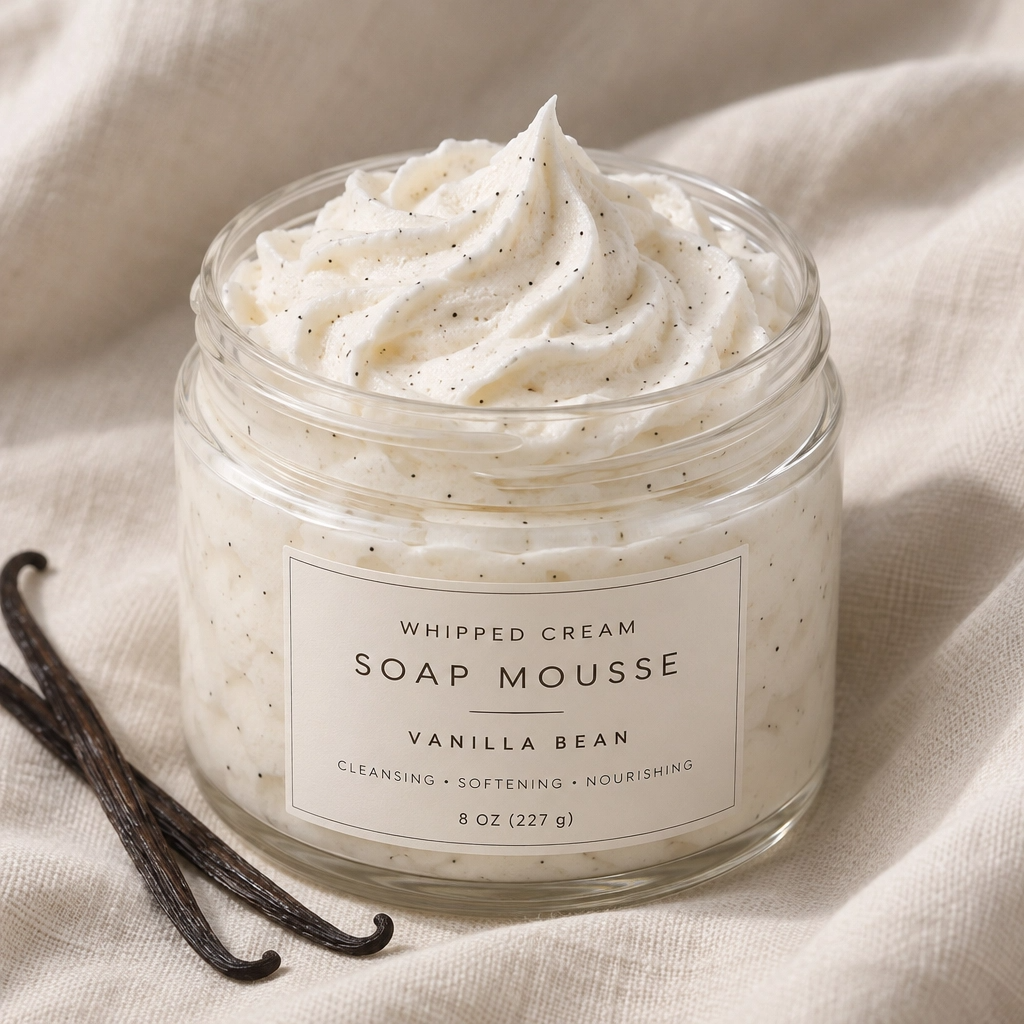 WHIPPED CREAM
SOAP MOUSSE
VANILLA BEAN
CLEANSING • SOFTENING • NOURISHING
8 OZ (227 g)